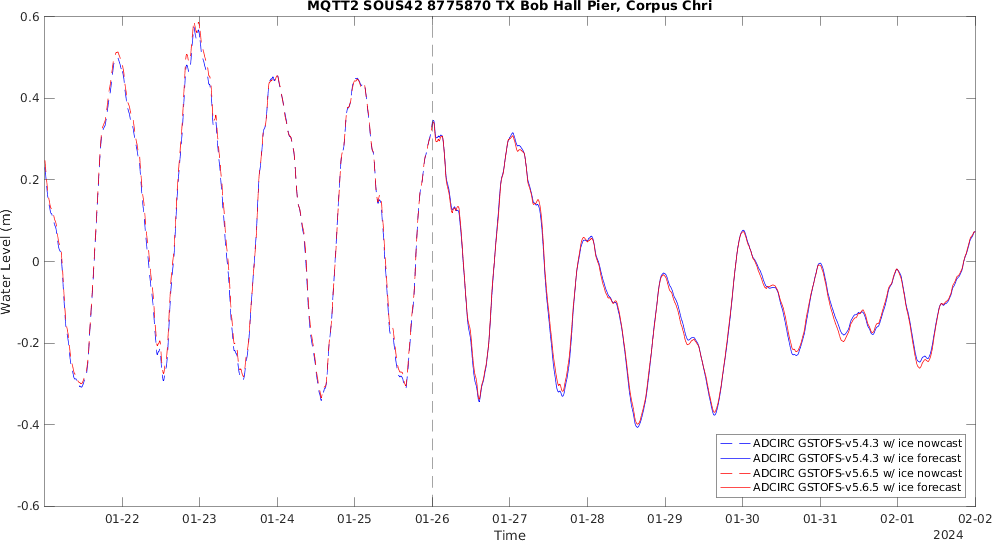 MQTT2 SOUS42 8775870 TX Bob Hall Pier, Corpus Chri
0.6
0.4
0.2
0
-0.2
-0.4
-0.6
Water Level (m)
ADCIRC GSTOFS-v5.4.3 w/ ice nowcast
ADCIRC GSTOFS-v5.4.3 w/ ice forecast
ADCIRC GSTOFS-v5.6.5 w/ ice nowcast
ADCIRC GSTOFS-v5.6.5 w/ ice forecast
01-22 01-23 01-24 01-25 01-26 01-27 01-28 01-29 01-30 01-31 02-01 02-02
Time
2024